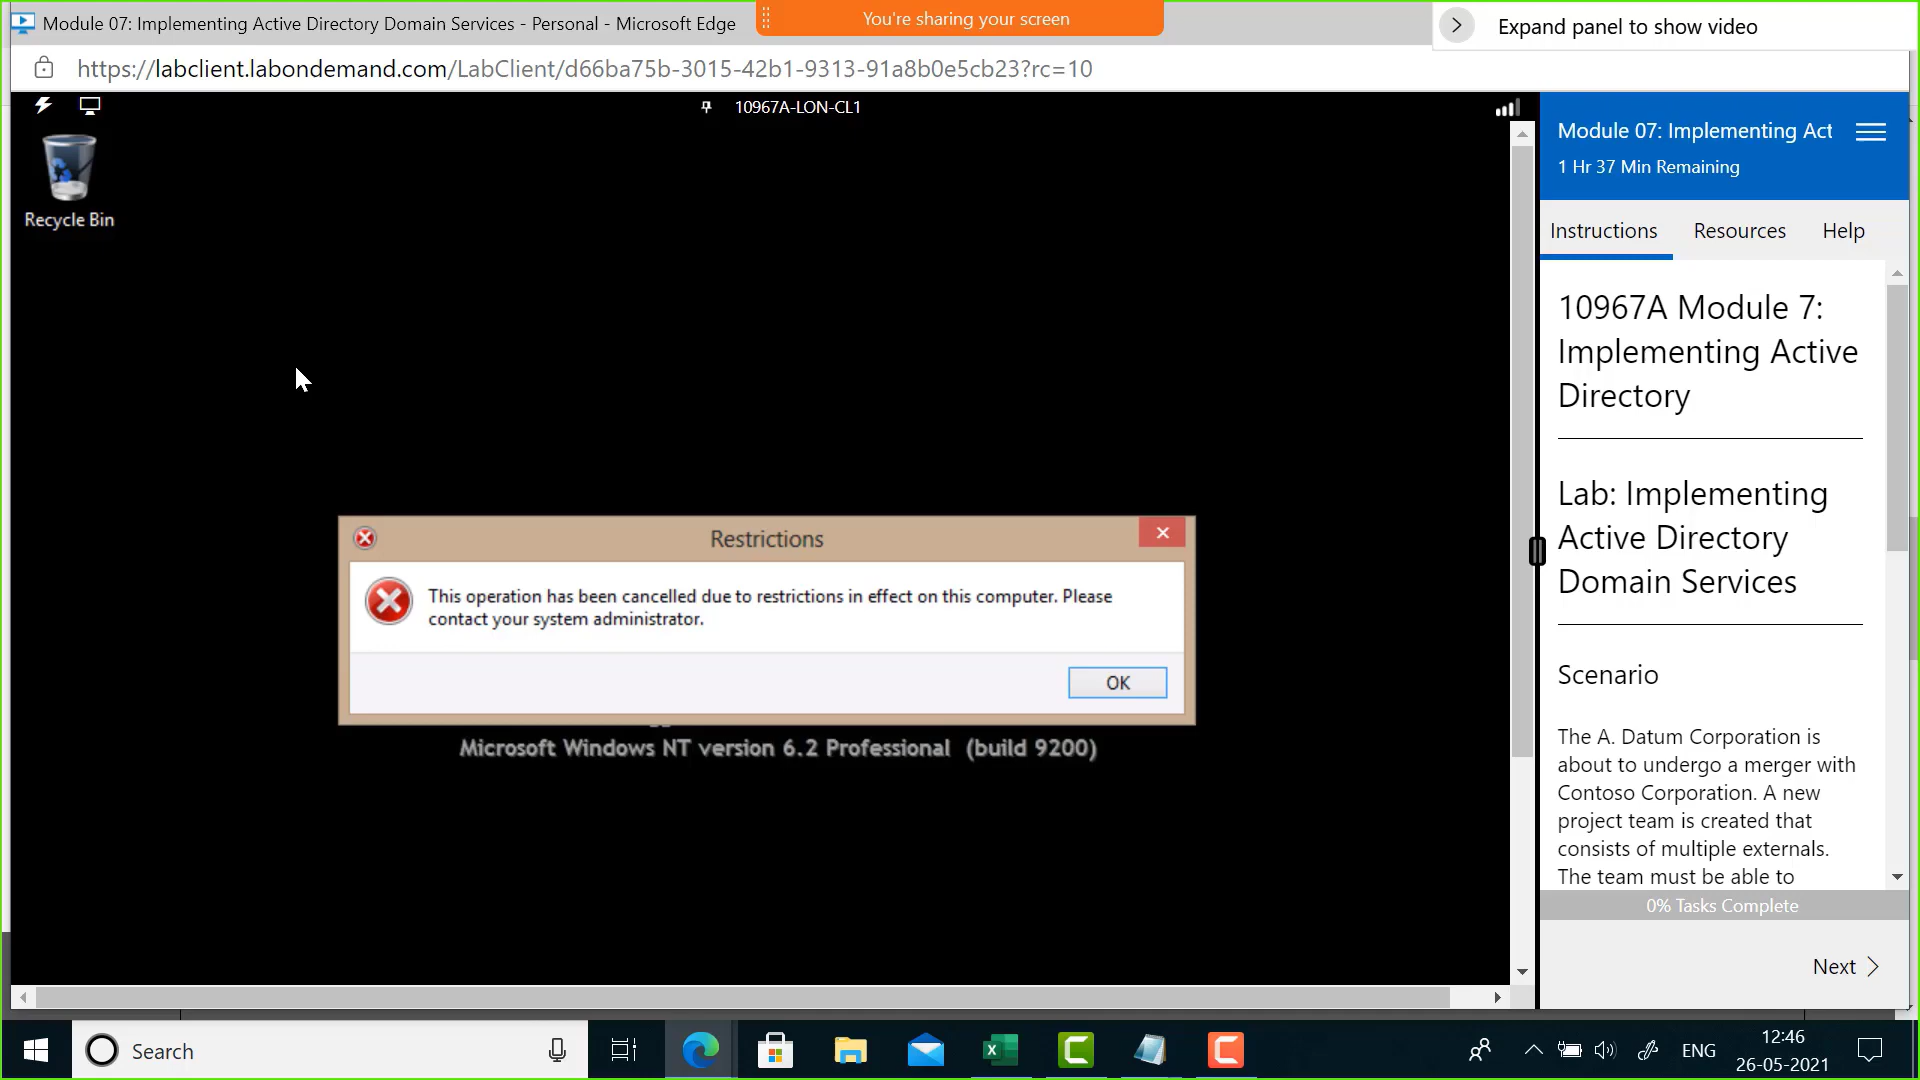 Module 07: Implementing Active Directory Domain Services - Personal - Microsoft Edge
You're sharing your screen
Expand panel to show video
https://labclient.labondemand.com/LabClient/d66ba75b-3015-42b1-9313-91a8b0e5cb23?rc=10
10967A-LON-CL1
Recycle Bin
Restrictions
This operation has been cancelled due to restrictions in effect on this computer. Please
contact your system administrator.
OK
Microsoft Windows NT version 6.2 Professional (build 9200)
Module 07: Implementing Act
1 Hr 37 Min Remaining
Instructions Resources Help
10967A Module 7:
Implementing Active
Directory
Lab: Implementing
Active Directory
Domain Services
Scenario
The A. Datum Corporation is
about to undergo a merger with
Contoso Corporation. A new
project team is created that
consists of multiple externals.
The team must be able to
0% Tasks Complete
Next
Search
ENG
12:46
26-05-2021